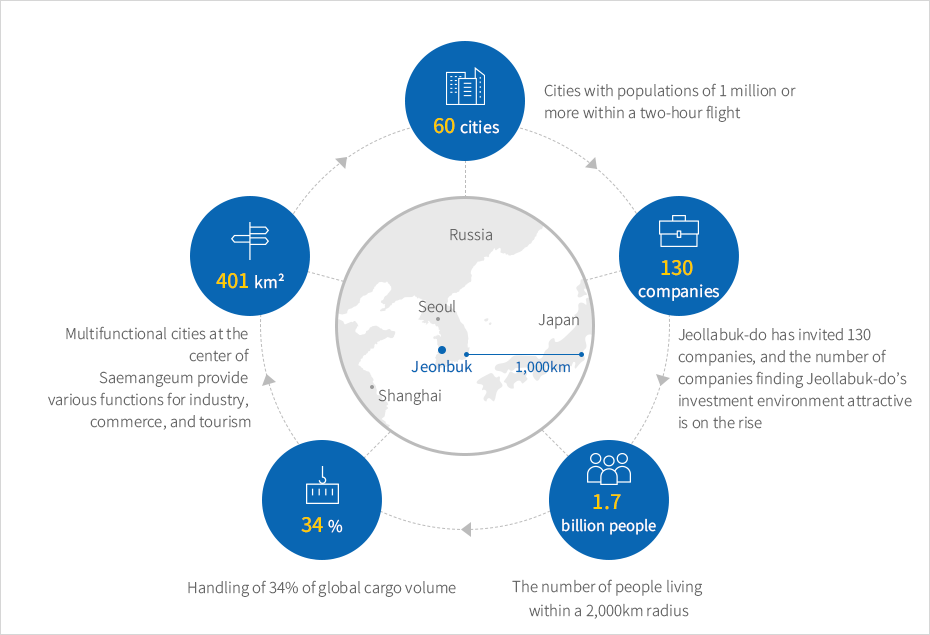 60 cities
Cities with populations of 1 million or
more within a two-hour flight
130
companies
Jeollabuk-do has invited 130
companies, and the number of
companies finding Jeollabuk-do’s
investment environment attractive
is on the rise
1.7
billion people
The number of people living
within a 2,000km radius
34 %
Handling of 34% of global cargo volume
401 km²
Multifunctional cities at the
center of
Saemangeum provide
various functions for industry,
commerce, and tourism
Russia
Seoul
Japan
Jeonbuk
1,000km
Shanghai